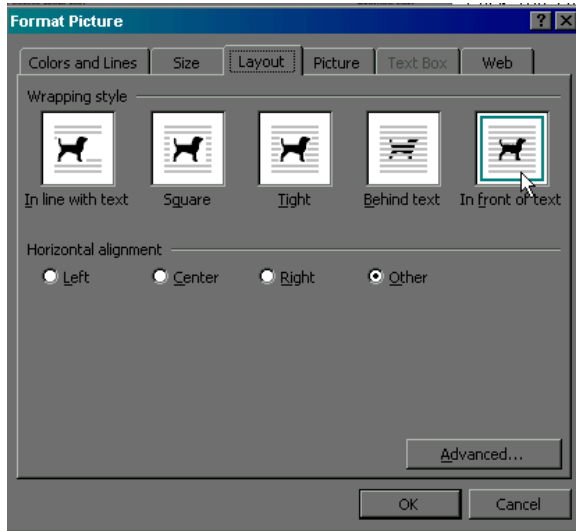 Format Picture
Colors and Lines Size Layout Picture Text Box Web
Wrapping style
In line with text Square Tight Behind text In front of text
Horizontal alignment
Left Center Right Other
Advanced...
OK Cancel